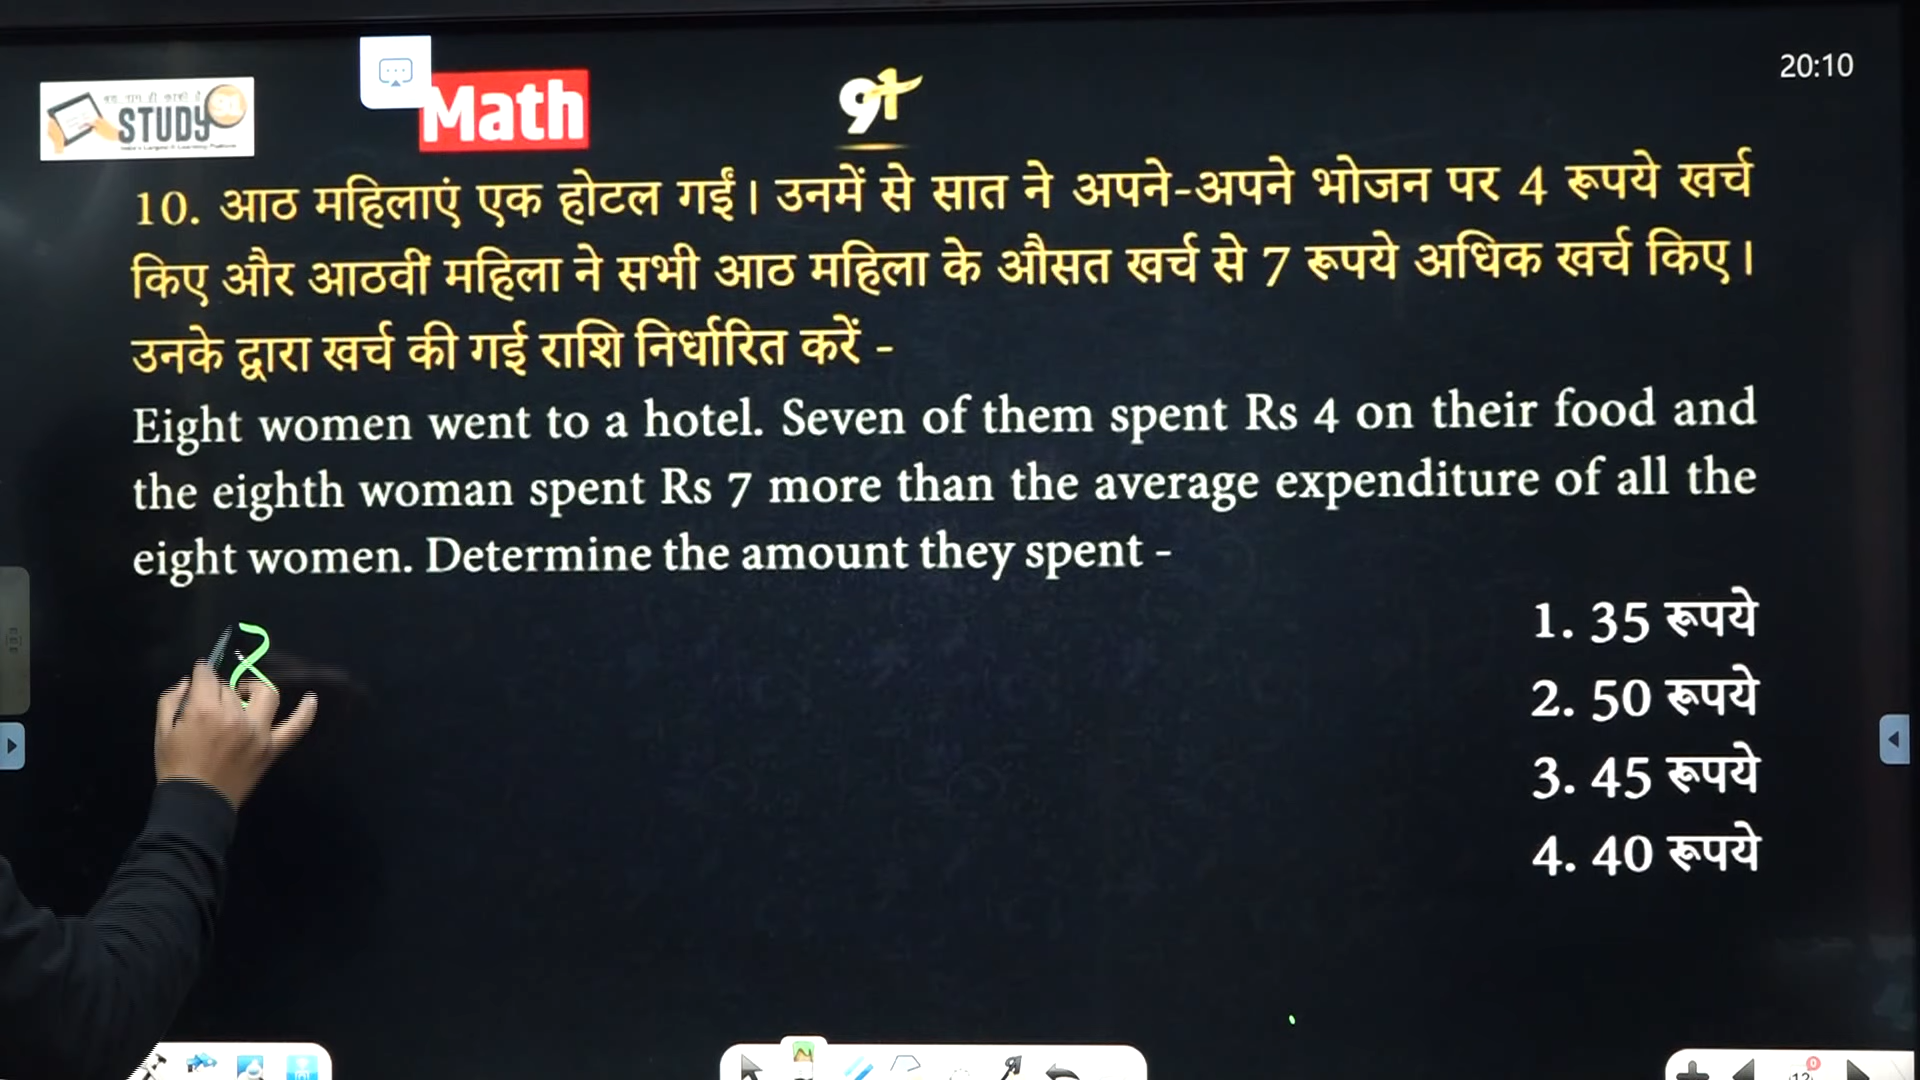 20:10
STUDY
Math
9+
10. आठ महिलाएं एक होटल गईं। उनमें से सात ने अपने-अपने भोजन पर 4 रूपये खर्च
किए और आठवीं महिला ने सभी आठ महिला के औसत खर्च से 7 रूपये अधिक खर्च किए।
उनके द्वारा खर्च की गई राशि निर्धारित करें -
Eight women went to a hotel. Seven of them spent Rs 4 on their food and
the eighth woman spent Rs 7 more than the average expenditure of all the
eight women. Determine the amount they spent -
1. 35 रूपये
2. 50 रूपये
3. 45 रूपये
4. 40 रूपये